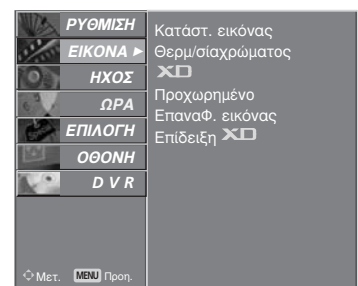 ΡΥΘΜΙΣΗ
ΕΙΚΟΝΑ ►
ΗΧΟΣ
ΩΡΑ
ΕΠΙΛΟΓΗ
ΟΘΟΝΗ
D V R
Κατάστ. εικόνας
Θερμ/σίαχρώματος
XD
Προχωρημένο
ΕπαναΦ. εικόνας
Επίδειξη XD
Μετ. MENU Προη.